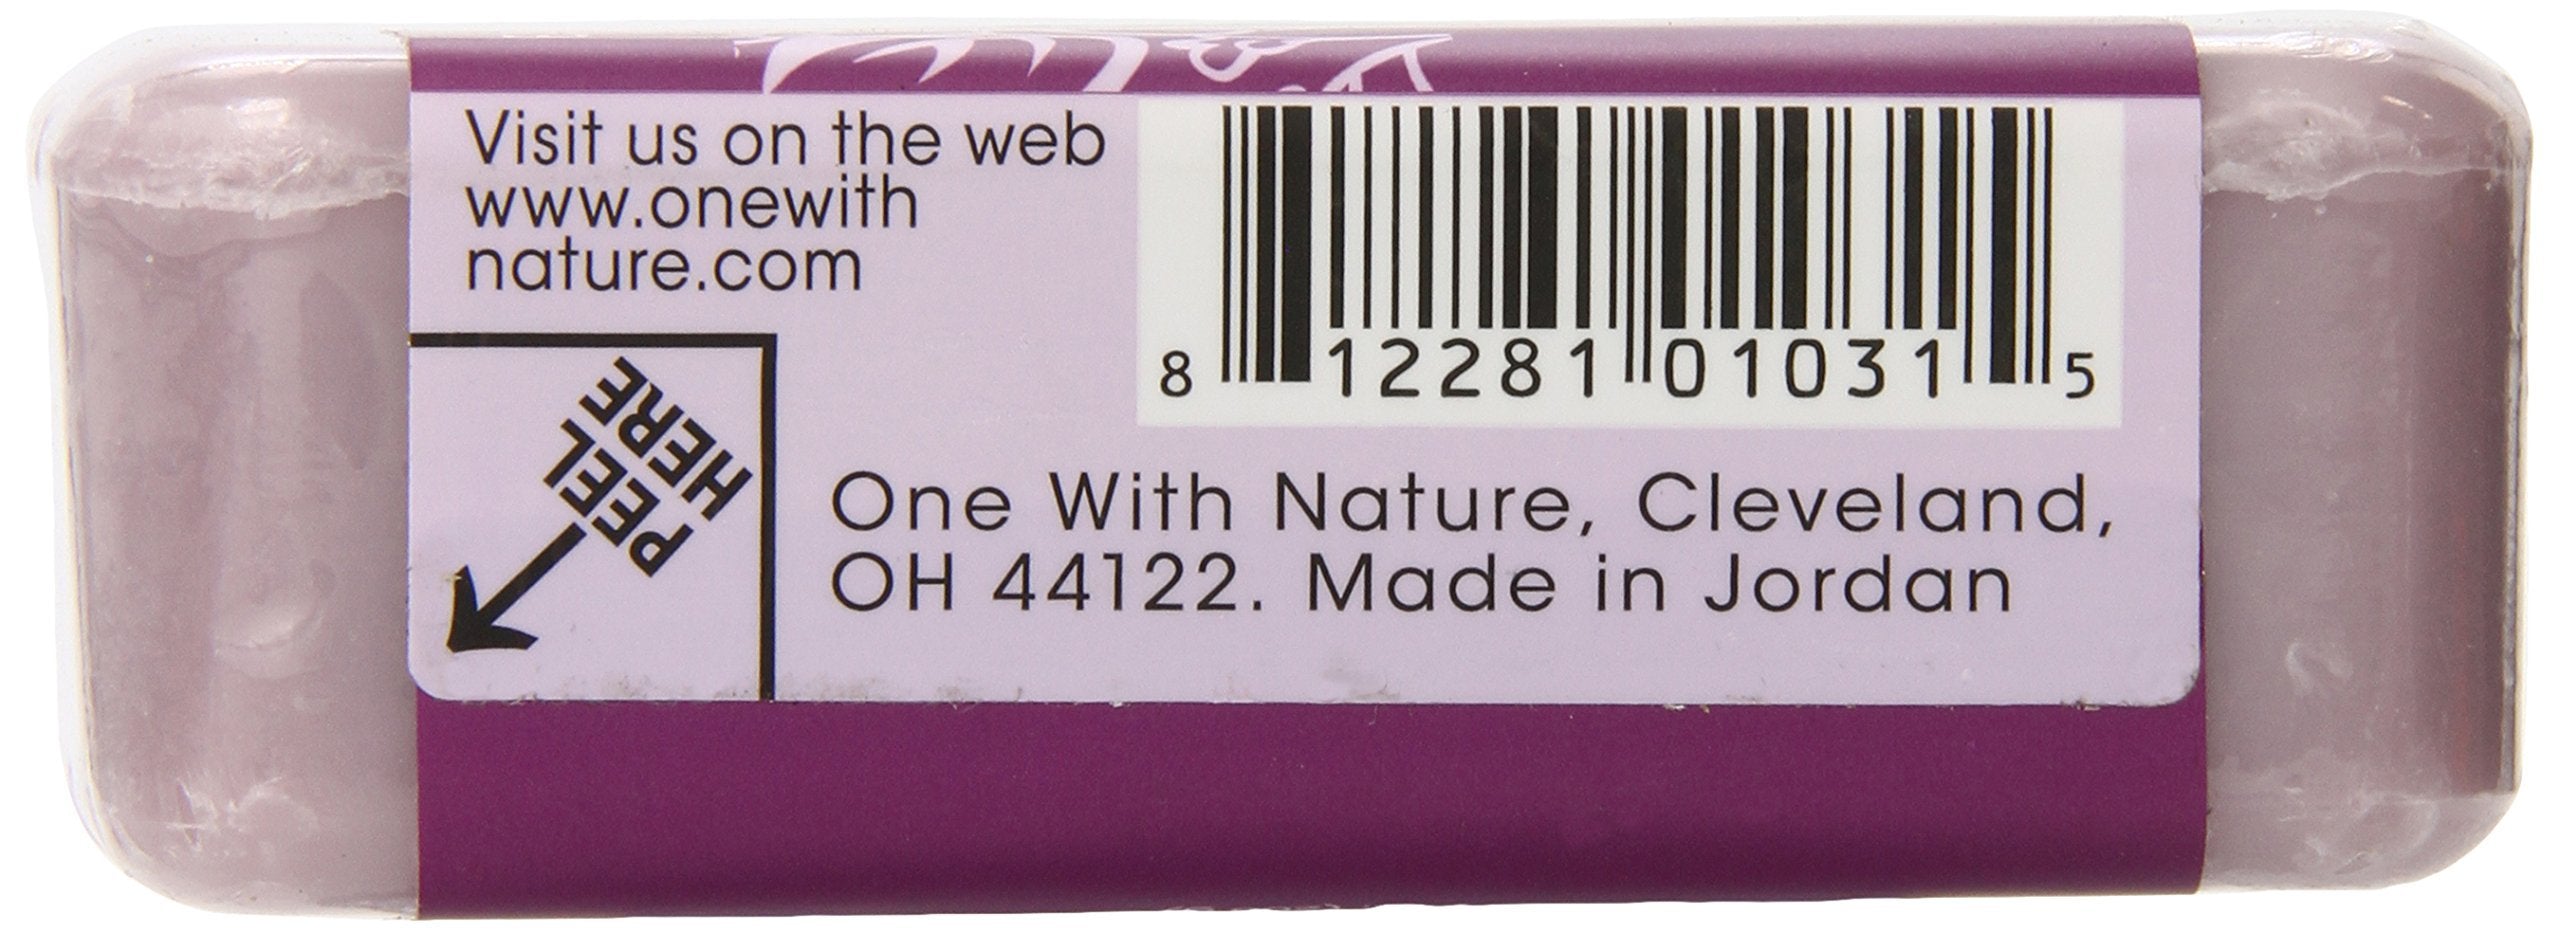 Visit us on the web
www.onewith
nature.com
8 12281 01031 5
PEEL
HERE
One With Nature, Cleveland,
OH 44122. Made in Jordan